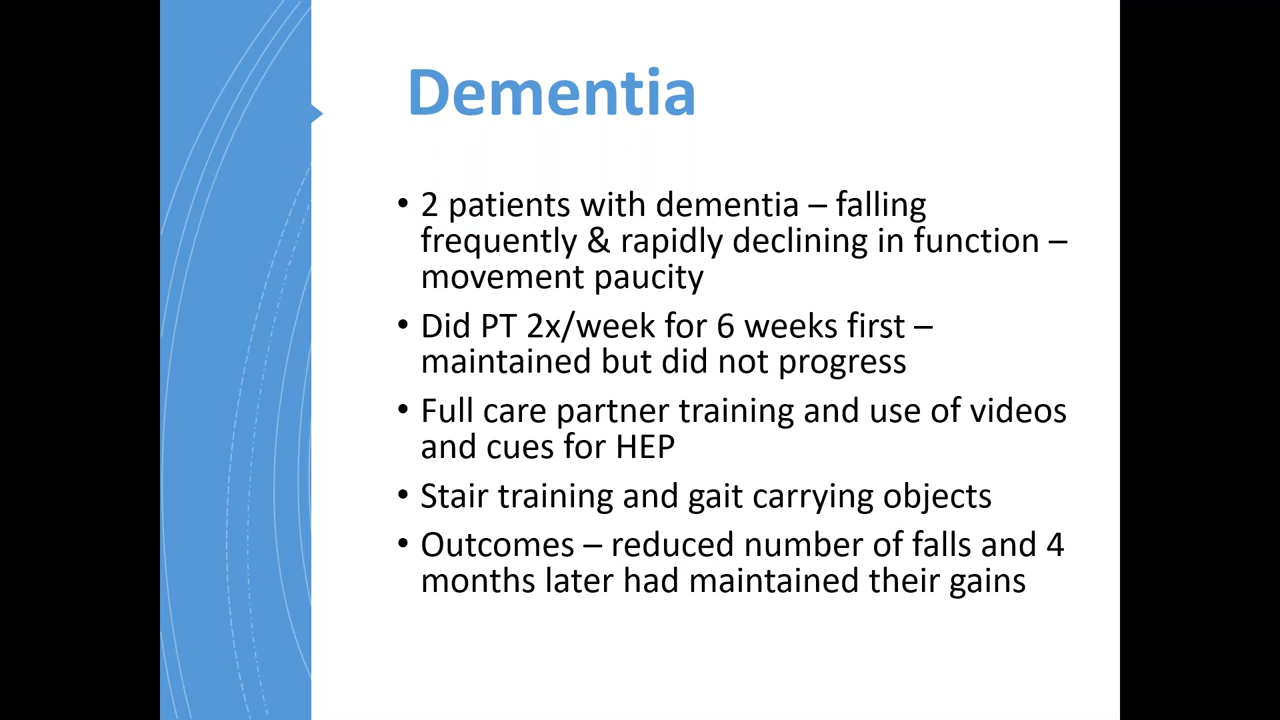 Dementia
• 2 patients with dementia – falling
frequently & rapidly declining in function –
movement paucity
• Did PT 2x/week for 6 weeks first –
maintained but did not progress
• Full care partner training and use of videos
and cues for HEP
• Stair training and gait carrying objects
• Outcomes – reduced number of falls and 4
months later had maintained their gains